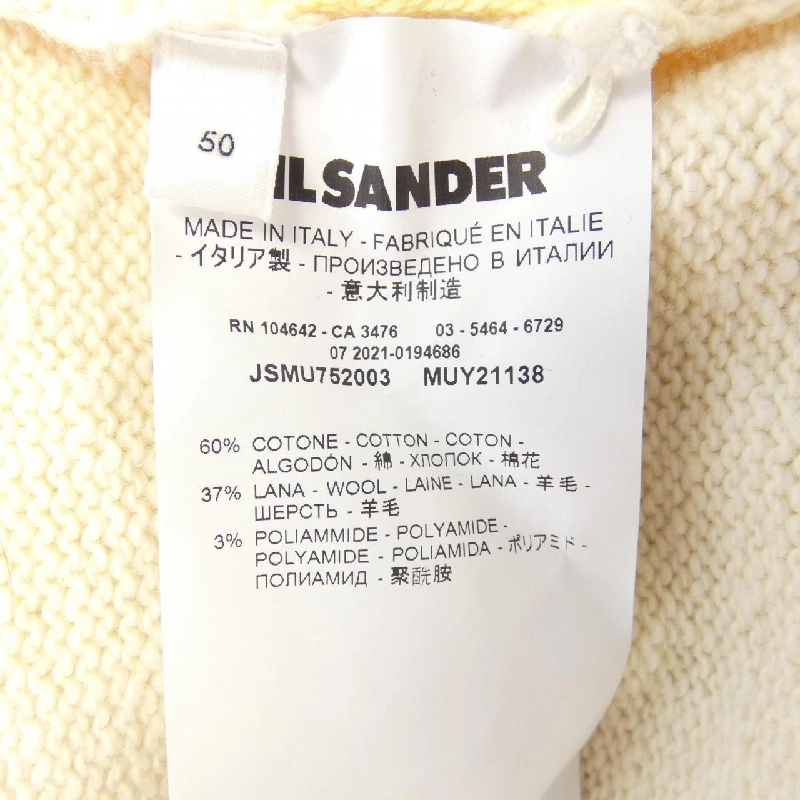 50
JILSANDER
MADE IN ITALY - FABRIQUÉ EN ITALIE
- イタリア製 - ПРОИЗВЕДЕНО В ИТАЛИИ
- 意大利制造
RN 104642 - CA 3476 03 - 5464 - 6729
07 2021-0194686
JSMU752003 MUY21138
60% COTONE - COTTON - COTON -
ALGODÓN - 綿 - ХЛОПОК - 棉花
37% LANA - WOOL - LAINE - LANA - 羊毛 -
ШЕРСТЬ - 羊毛
3% POLIAMMIDE - POLYAMIDE -
POLYAMIDE - POLIAMIDA - ポリアミド -
ПОЛИАМИД - 聚酰胺